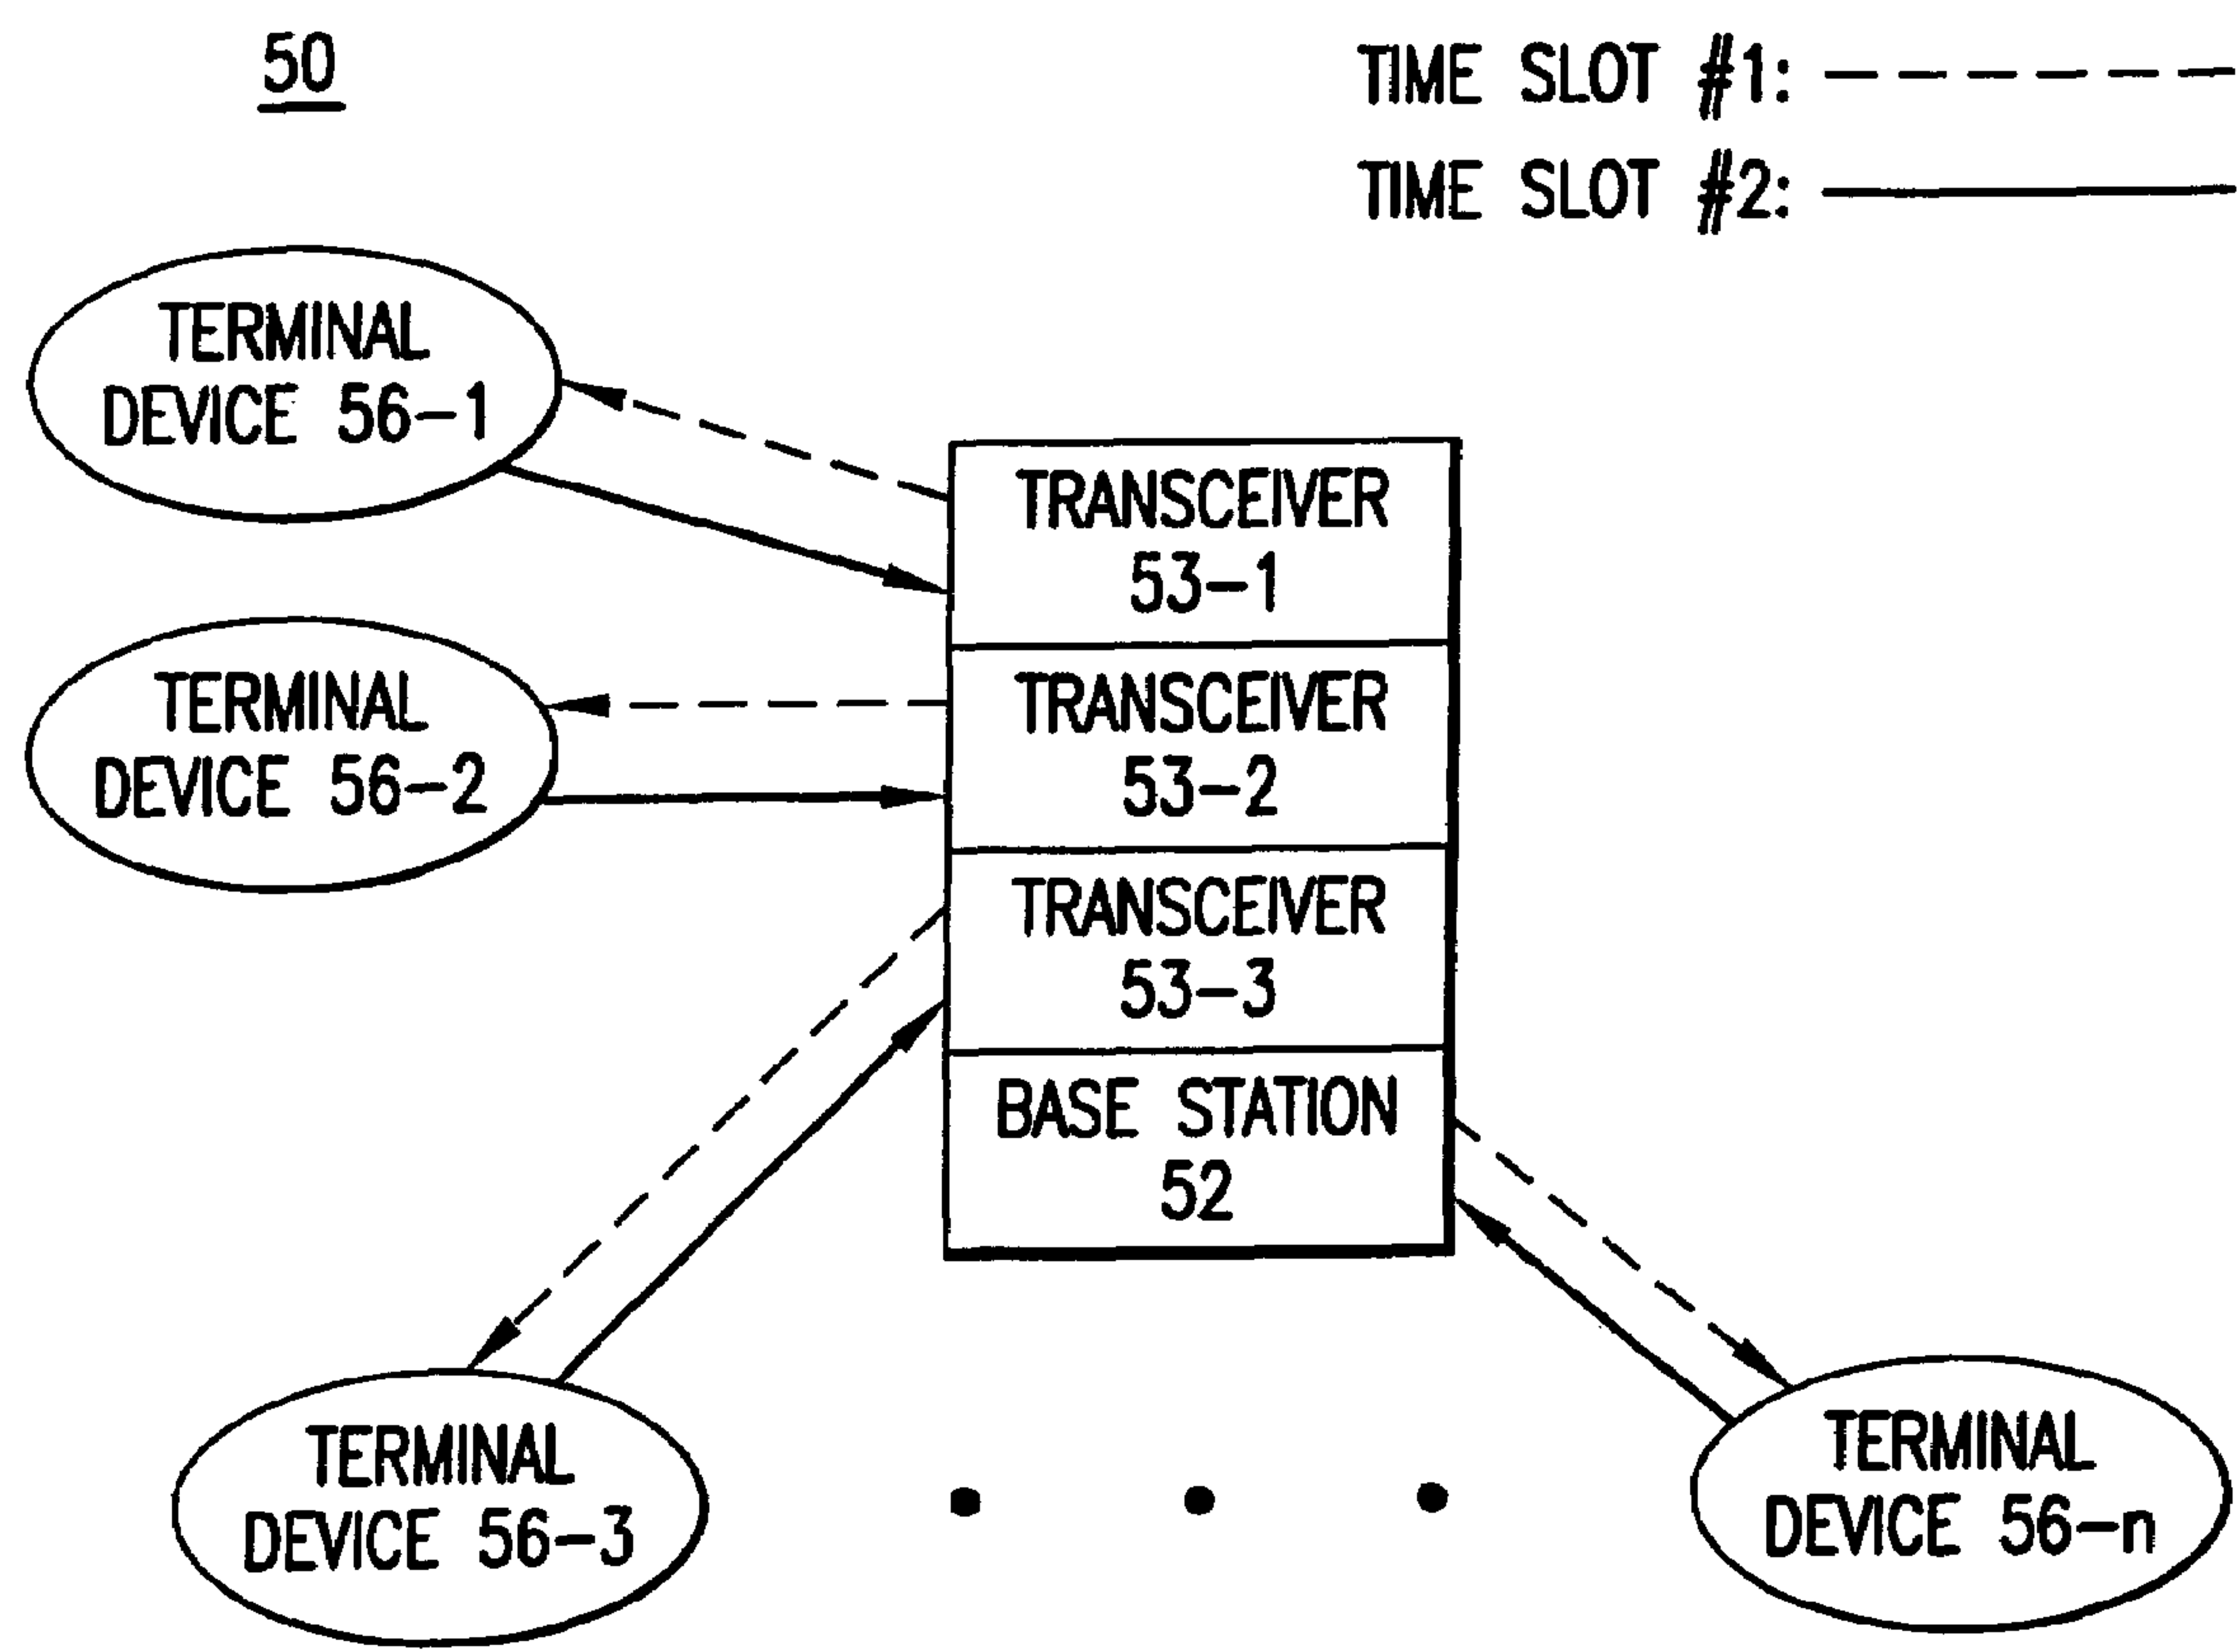 50
TIME SLOT #1:
TIME SLOT #2:
TERMINAL
DEVICE 56-1
TRANSCEIVER
53-1
TERMINAL
DEVICE 56-2
TRANSCEIVER
53-2
TRANSCEIVER
53-3
BASE STATION
52
TERMINAL
DEVICE 56-3
TERMINAL
DEVICE 56-n